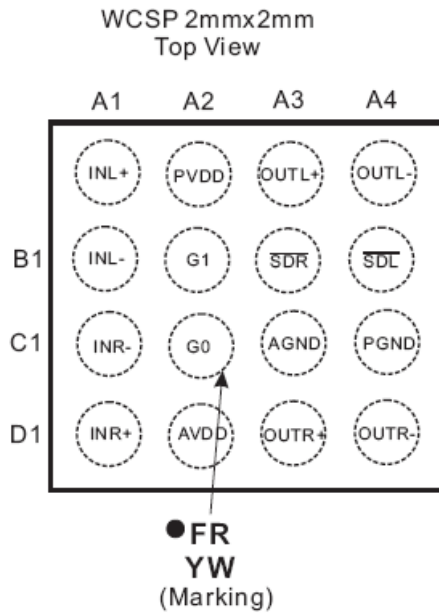 WCSP 2mmx2mm
Top View
A1 A2 A3 A4
INL+ PVDD OUTL+ OUTL-
B1 INL- G1 SDR SDL
C1 INR- G0 AGND PGND
D1 INR+ AVDD OUTR+ OUTR-
●FR
YW
(Marking)